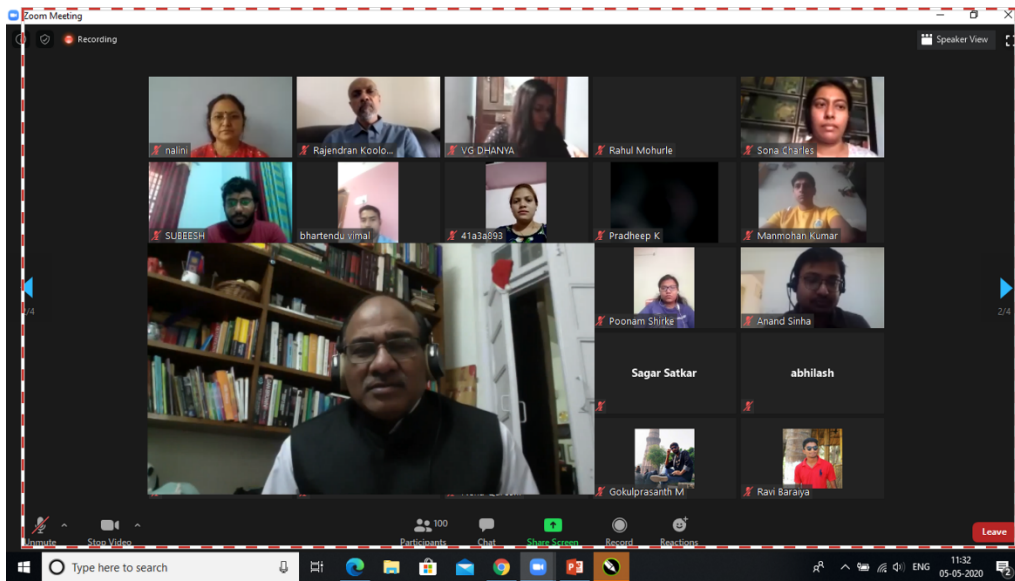 Zoom Meeting
Recording
Speaker View
nalini
Rajendran Koolo...
VG DHANYA
Rahul Mohurle
Sona Charles
SUBEESH
bhartendu vimal
41a3a893
Pradheep K
Manmohan Kumar
Poonam Shirke
Anand Sinha
/4
2/4
Sagar Satkar
abhilash
Gokulprasanth M
Ravi Baraiya
Unmute
Stop Video
Participants
100
Chat
Share Screen
Record
Reactions
Leave
Type here to search
ENG
11:32
05-05-2020
2